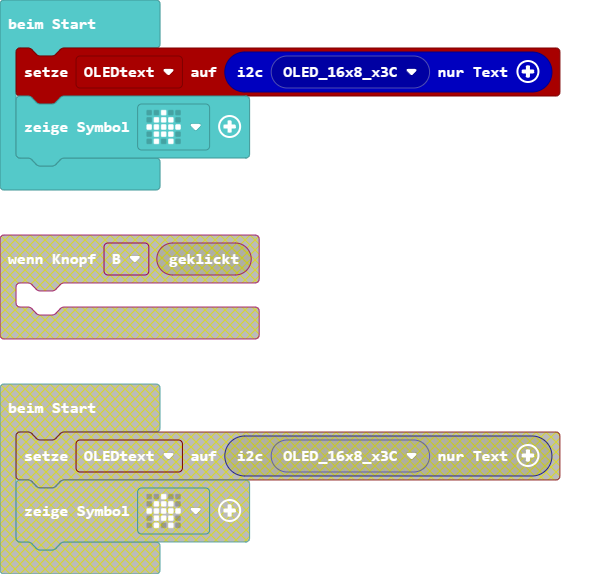 beim Start
setze OLEDtext auf i2c OLED_16x8_x3C nur Text
zeige Symbol
wenn Knopf B geklickt
beim Start
setze OLEDtext auf i2c OLED_16x8_x3C nur Text
zeige Symbol